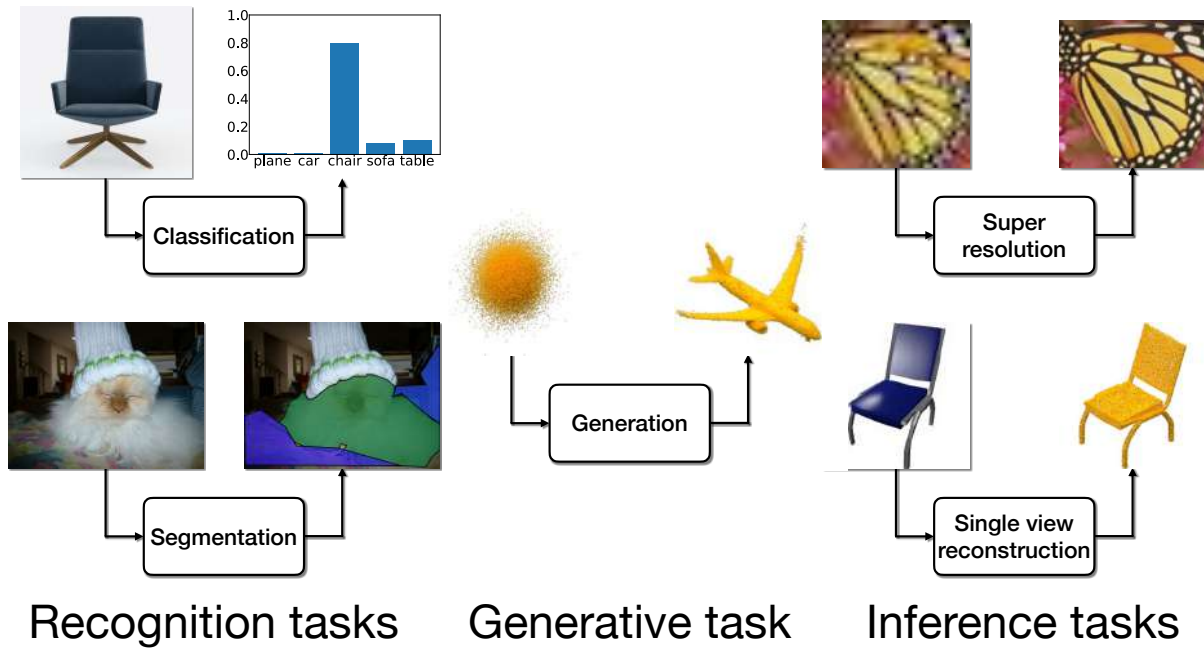 1.0
0.8
0.6
0.4
0.2
0.0
plane car chair sofa table
Classification
Segmentation
Recognition tasks
Generation
Generative task
Super
resolution
Single view
reconstruction
Inference tasks